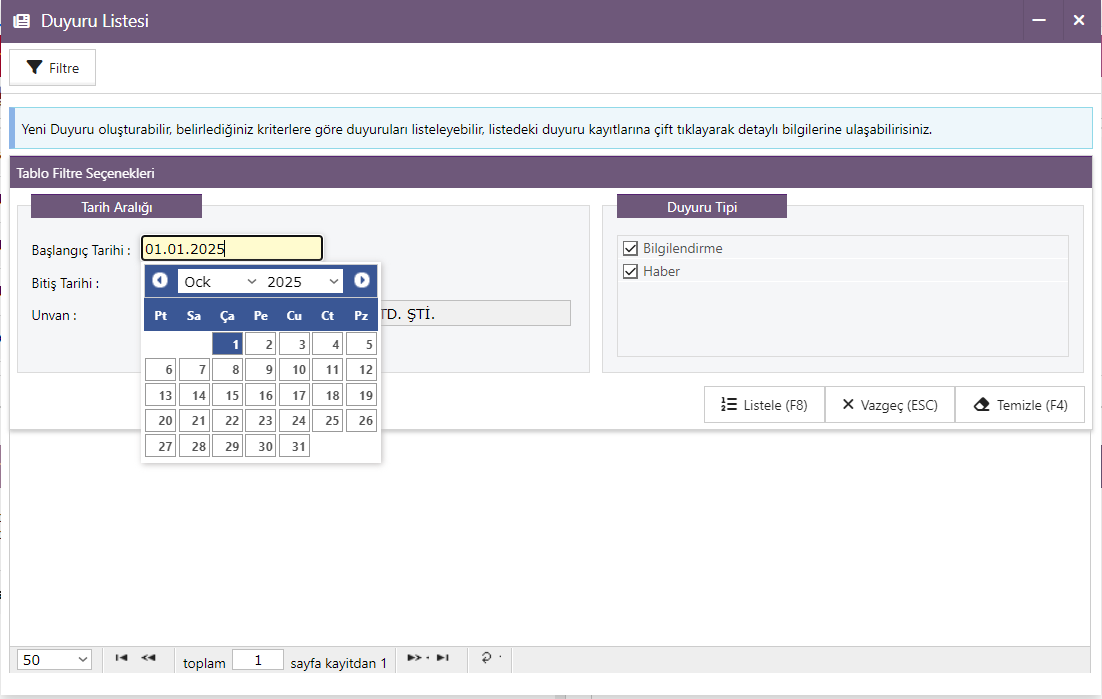 Duyuru Listesi
Filtre
Yeni Duyuru oluşturabilir, belirlediğiniz kriterlere göre duyuruları listeleyebilir, listedeki duyuru kayıtlarına çift tıklayarak detaylı bilgilerine ulaşabilirisiniz.
Tablo Filtre Seçenekleri
Tarih Aralığı
Başlangıç Tarihi : 01.01.2025
Bitiş Tarihi :
Unvan : TD. ŞTİ.
Ock 2025
Pt Sa Ça Pe Cu Ct Pz
1 2 3 4 5
6 7 8 9 10 11 12
13 14 15 16 17 18 19
20 21 22 23 24 25 26
27 28 29 30 31
Duyuru Tipi
Bilgilendirme
Haber
Listele (F8) Vazgeç (ESC) Temizle (F4)
50 toplam 1 sayfa kayitdan 1